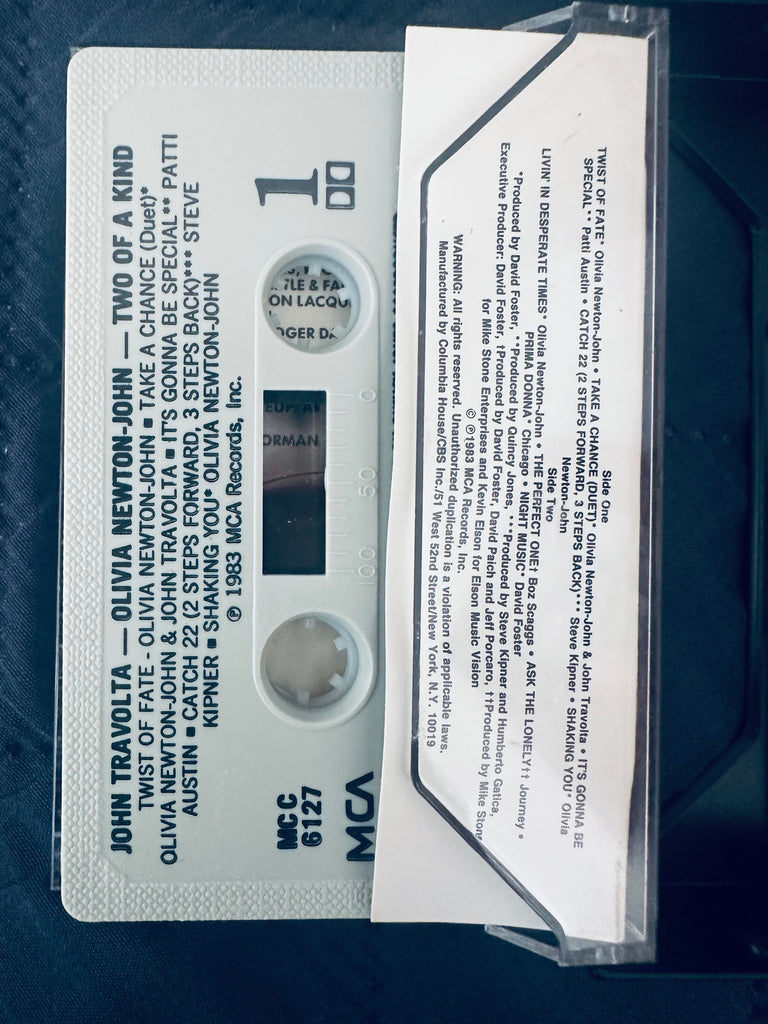 JOHN TRAVOLTA — OLIVIA NEWTON-JOHN — TWO OF A KIND
TWIST OF FATE - OLIVIA NEWTON-JOHN ■ TAKE A CHANCE (Duet)*
OLIVIA NEWTON-JOHN & JOHN TRAVOLTA ■ IT'S GONNA BE SPECIAL** PATTI
AUSTIN ■ CATCH 22 (2 STEPS FORWARD, 3 STEPS BACK)*** STEVE
KIPNER ■ SHAKING YOU* OLIVIA NEWTON-JOHN
℗ 1983 MCA Records, Inc.
1
MCC
6127
MCA
0
50
100
TLE & FA
ON LACQU
OGER DA
ORMAN
Side One
TWIST OF FATE* Olivia Newton-John • TAKE A CHANCE (DUET)* Olivia Newton-John & John Travolta • IT'S GONNA BE
SPECIAL** Patti Austin • CATCH 22 (2 STEPS FORWARD, 3 STEPS BACK)*** Steve Kipner • SHAKING YOU* Olivia
Newton-John
Side Two
LIVIN' IN DESPERATE TIMES* Olivia Newton-John • THE PERFECT ONE† Boz Scaggs • ASK THE LONELY†† Journey •
PRIMA DONNA* Chicago • NIGHT MUSIC* David Foster
*Produced by David Foster, **Produced by Quincy Jones, ***Produced by Steve Kipner and Humberto Gatica,
Executive Producer: David Foster, †Produced by David Foster, David Paich and Jeff Porcaro, ††Produced by Mike Stone
for Mike Stone Enterprises and Kevin Elson for Elson Music Vision
© ℗ 1983 MCA Records, Inc.
WARNING: All rights reserved. Unauthorized duplication is a violation of applicable laws.
Manufactured by Columbia House/CBS Inc./51 West 52nd Street/New York, N.Y. 10019